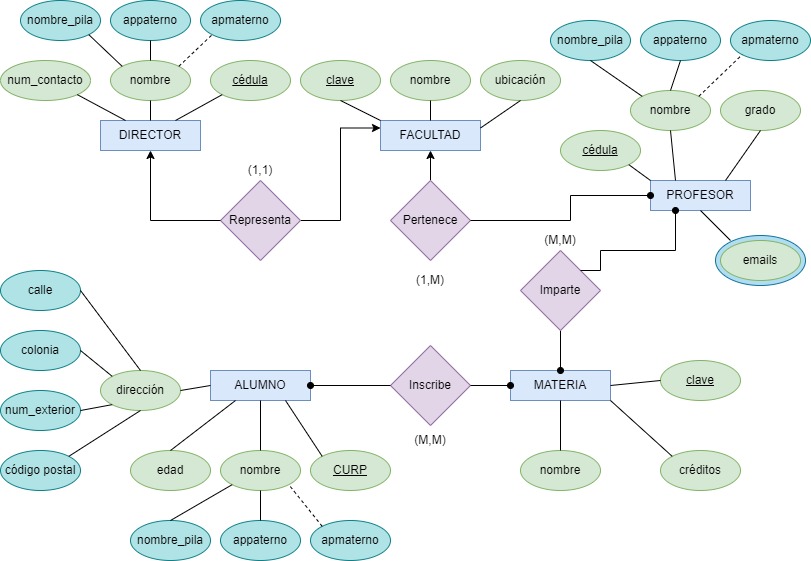 nombre_pila
appaterno
apmaterno
num_contacto
nombre
cédula
DIRECTOR
clave
nombre
ubicación
FACULTAD
nombre_pila
appaterno
apmaterno
nombre
grado
cédula
PROFESOR
emails
(1,1)
Representa
Pertenece
(1,M)
(M,M)
Imparte
calle
colonia
num_exterior
código postal
dirección
ALUMNO
edad
nombre
CURP
nombre_pila
appaterno
apmaterno
Inscribe
(M,M)
MATERIA
clave
nombre
créditos